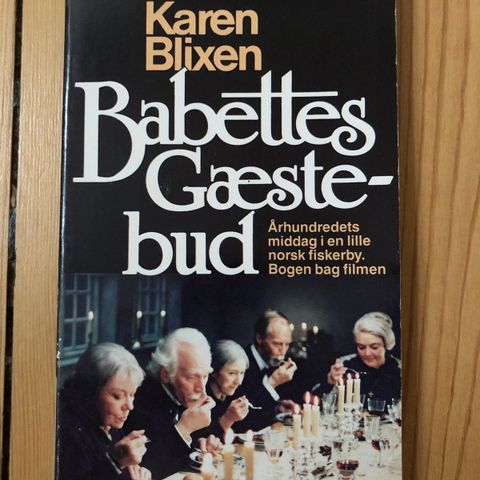 Karen
Blixen
Babettes
Gæste-
bud
Århundredets
middag i en lille
norsk fiskerby.
Bogen bag filmen